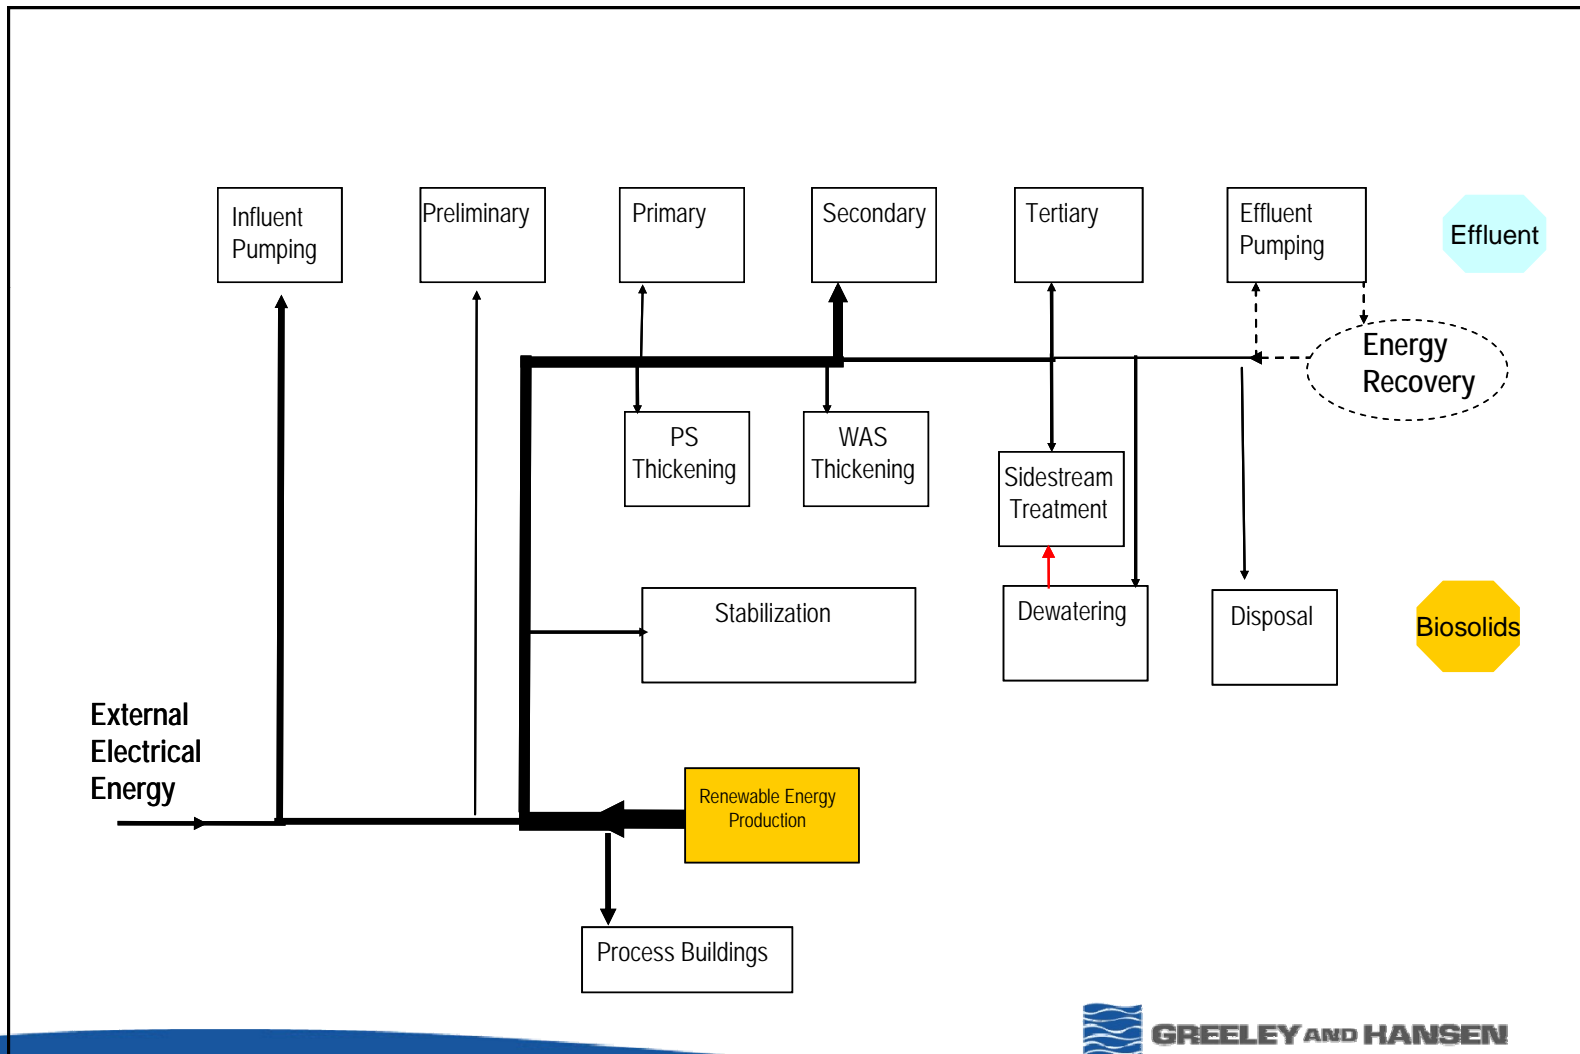 Influent
Pumping
Preliminary
Primary
Secondary
Tertiary
Effluent
Pumping
Effluent
Energy
Recovery
PS
Thickening
WAS
Thickening
Sidestream
Treatment
Stabilization
Dewatering
Disposal
Biosolids
External
Electrical
Energy
Renewable Energy
Production
Process Buildings
GREELEY AND HANSEN